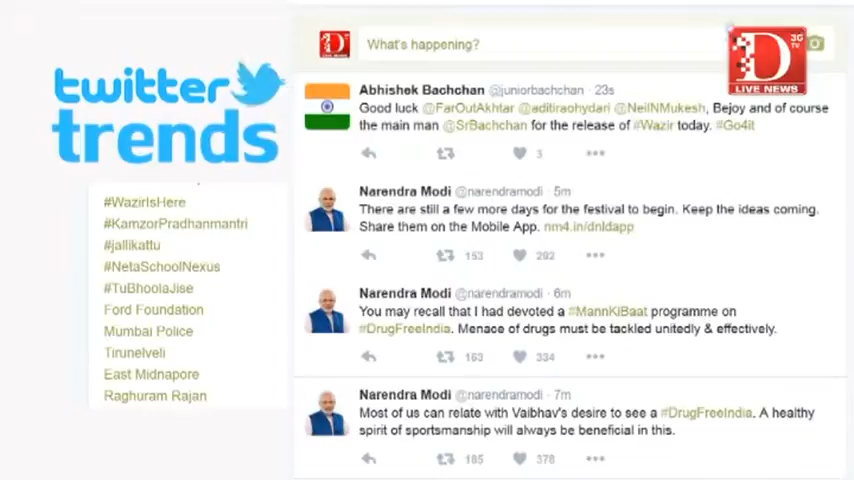 twitter
trends
#WazirIsHere
#KamzorPradhanmantri
#jallikattu
#NetaSchoolNexus
#TuBhoolaJise
Ford Foundation
Mumbai Police
Tirunelveli
East Midnapore
Raghuram Rajan
D
LIVE NEWS
What's happening?
D 3G TV
LIVE NEWS
Abhishek Bachchan @juniorbachchan · 23s
Good luck @FarOutAkhtar @aditiraohydari @NeilNMukesh, Bejoy and of course
the main man @SrBachchan for the release of #Wazir today. #Go4it
3
Narendra Modi @narendramodi · 5m
There are still a few more days for the festival to begin. Keep the ideas coming.
Share them on the Mobile App. nm4.in/dnldapp
153 292
Narendra Modi @narendramodi · 6m
You may recall that I had devoted a #MannKiBaat programme on
#DrugFreeIndia. Menace of drugs must be tackled unitedly & effectively.
163 334
Narendra Modi @narendramodi · 7m
Most of us can relate with Vaibhav's desire to see a #DrugFreeIndia. A healthy
spirit of sportsmanship will always be beneficial in this.
185 378